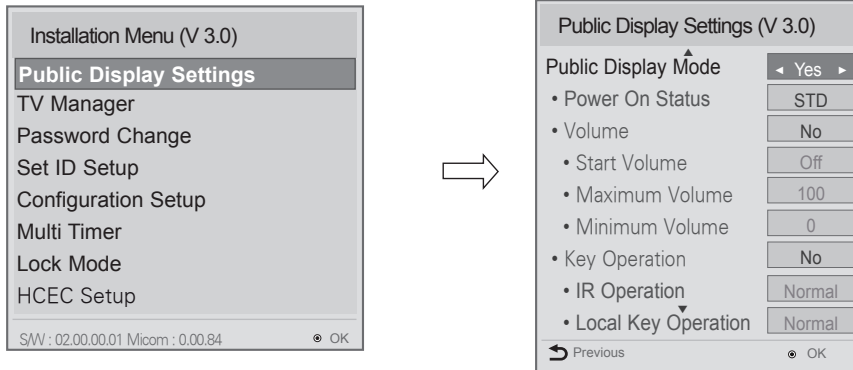 Installation Menu (V 3.0)
Public Display Settings
TV Manager
Password Change
Set ID Setup
Configuration Setup
Multi Timer
Lock Mode
HCEC Setup
S/W : 02.00.00.01 Micom : 0.00.84 ◉ OK
Public Display Settings (V 3.0)
Public Display Mode ◄ Yes ►
• Power On Status STD
• Volume No
• Start Volume Off
• Maximum Volume 100
• Minimum Volume 0
• Key Operation No
• IR Operation Normal
• Local Key Operation Normal
Previous ◉ OK